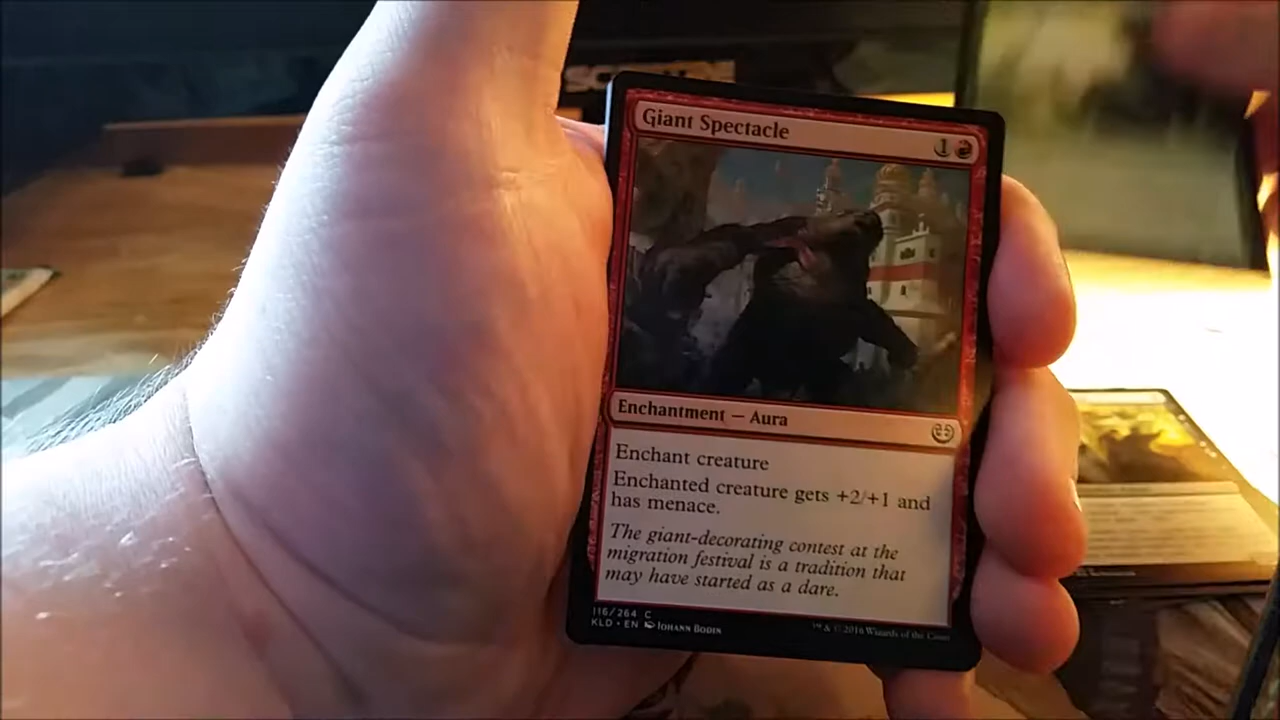 Giant Spectacle
1
Enchantment — Aura
Enchant creature
Enchanted creature gets +2/+1 and
has menace.
The giant-decorating contest at the
migration festival is a tradition that
may have started as a dare.
116/264 C
KLD • EN Johann Bodin
™ & © 2016 Wizards of the Coast